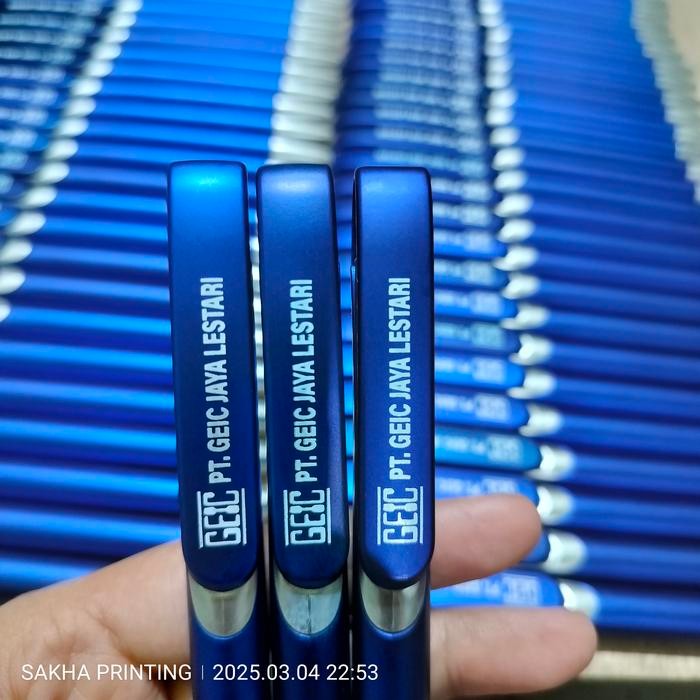 GEIC PT. GEIC JAYA LESTARI
GEIC PT. GEIC JAYA LESTARI
GEIC PT. GEIC JAYA LESTARI
SAKHA PRINTING | 2025.03.04 22:53